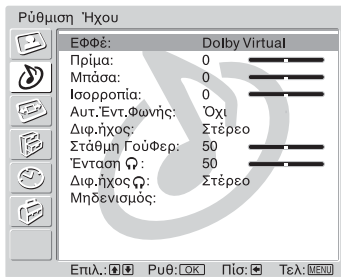 Ρύθμιση Ήχου
ΕΦΦέ: Dolby Virtual
Πρίμα: 0
Μπάσα: 0
Ισορροπία: 0
Αυτ.Έντ.Φωνής: Όχι
Διφ.ήχος: Στέρεο
Στάθμη ΓούΦερ: 50
Ένταση 🎧: 50
Διφ.ήχος🎧: Στέρεο
Μηδενισμός:
Επιλ.: Ρυθ: OK Πίσ: Τελ: MENU